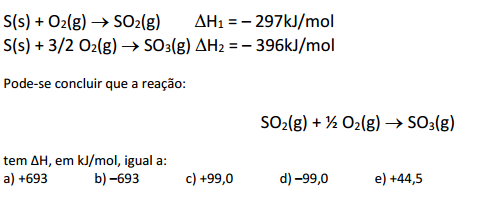 S(s) + O₂(g) → SO₂(g) ΔH₁ = – 297kJ/mol
S(s) + 3/2 O₂(g) → SO₃(g) ΔH₂ = – 396kJ/mol
Pode-se concluir que a reação:
SO₂(g) + ½ O₂(g) → SO₃(g)
tem ΔH, em kJ/mol, igual a:
a) +693 b) –693 c) +99,0 d) –99,0 e) +44,5